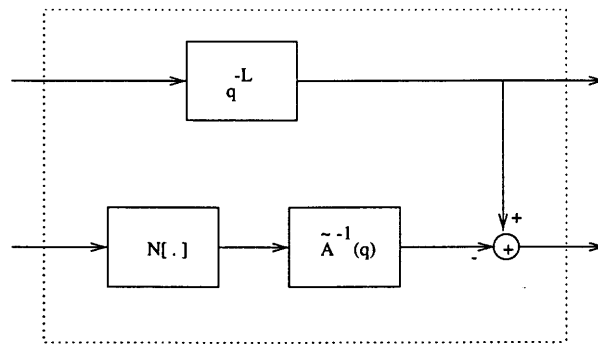 q^-L
N[ . ]
Ã^-1(q)
+
-
+